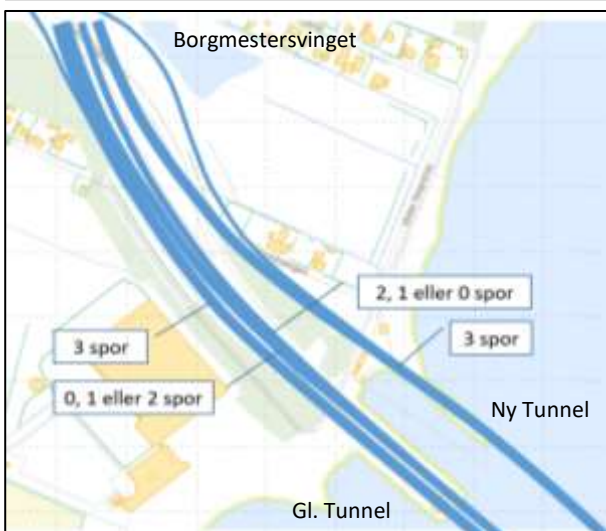 Borgmestersvinget
2, 1 eller 0 spor
3 spor
3 spor
0, 1 eller 2 spor
Ny Tunnel
Gl. Tunnel